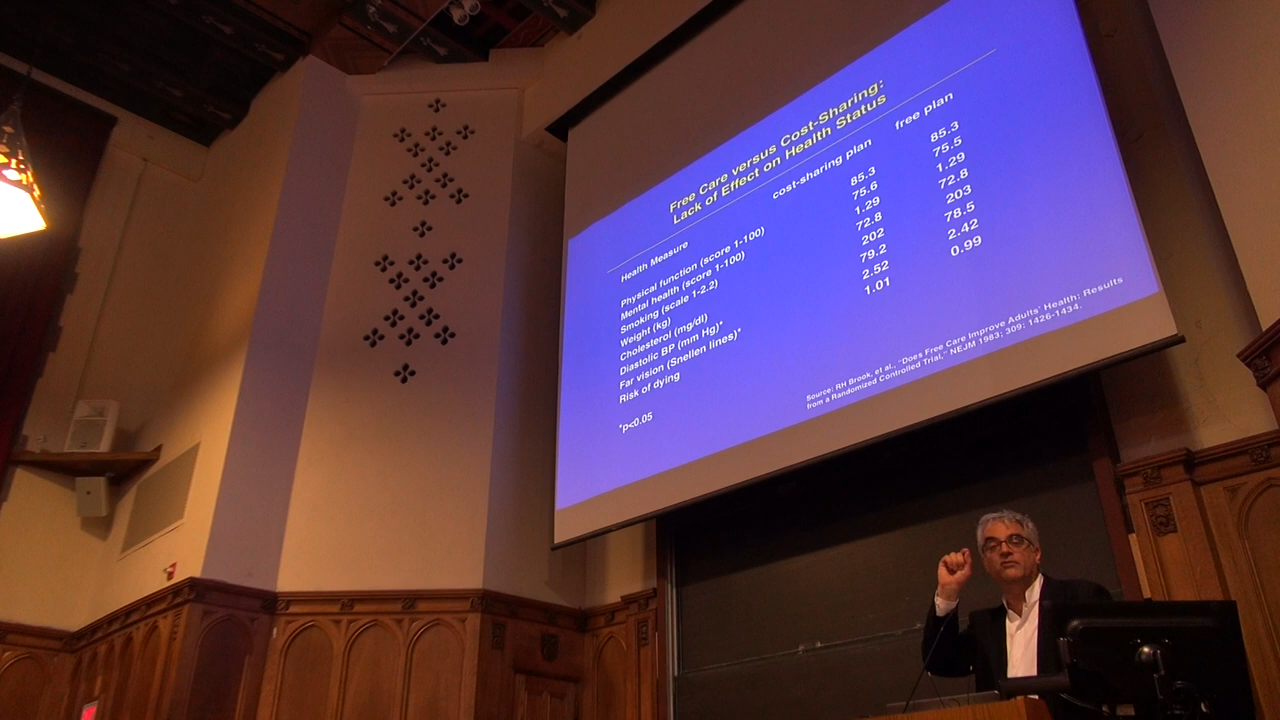 Free Care versus Cost-Sharing:
Lack of Effect on Health Status
Health Measure cost-sharing plan free plan
Physical function (score 1-100) 85.3 85.3
Mental health (score 1-100) 75.6 75.5
Smoking (scale 1-2.2) 1.29 1.29
Weight (kg) 72.8 72.8
Cholesterol (mg/dl) 202 203
Diastolic BP (mm Hg)* 79.2 78.5
Far vision (Snellen lines)* 2.52 2.42
Risk of dying 1.01 0.99
*p<0.05
Source: RH Brook, et al., "Does Free Care Improve Adults' Health: Results
from a Randomized Controlled Trial," NEJM 1983; 309: 1426-1434.